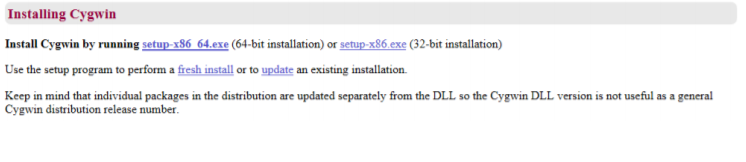 Installing Cygwin
Install Cygwin by running setup-x86_64.exe (64-bit installation) or setup-x86.exe (32-bit installation)
Use the setup program to perform a fresh install or to update an existing installation.
Keep in mind that individual packages in the distribution are updated separately from the DLL so the Cygwin DLL version is not useful as a general
Cygwin distribution release number.